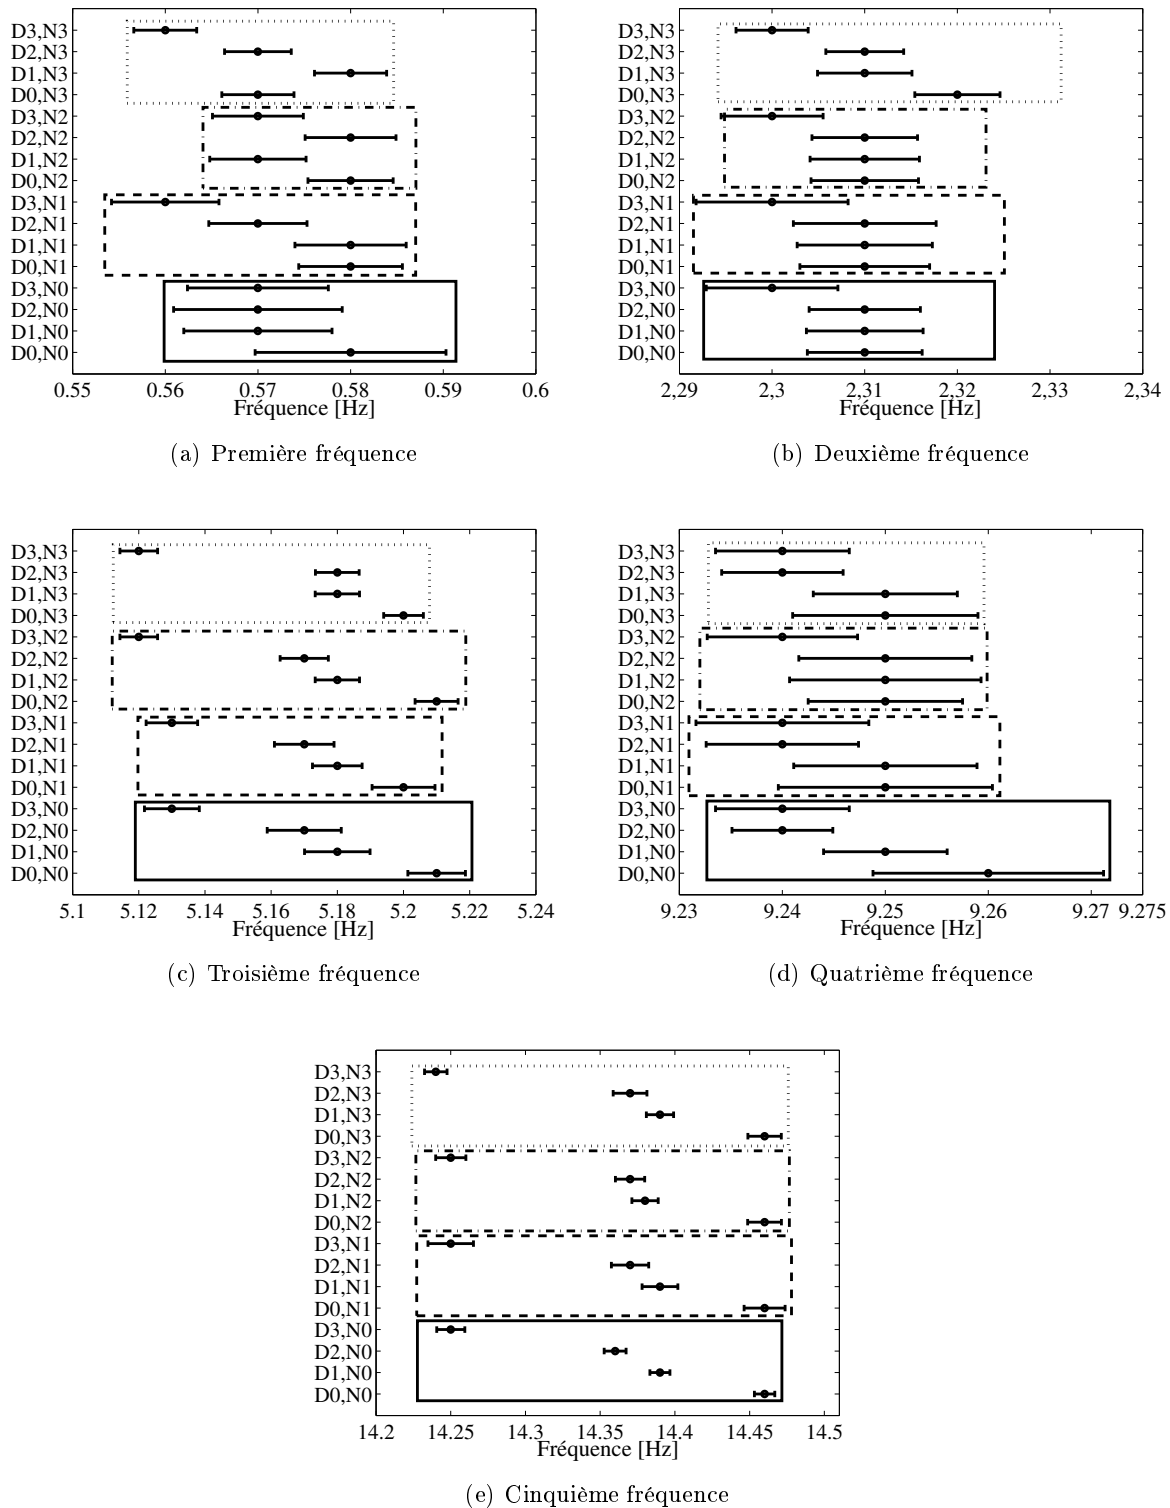 D3,N3
D2,N3
D1,N3
D0,N3
D3,N2
D2,N2
D1,N2
D0,N2
D3,N1
D2,N1
D1,N1
D0,N1
D3,N0
D2,N0
D1,N0
D0,N0
0.55 0.56 0.57 0.58 0.59 0.6
Fréquence [Hz]
(a) Première fréquence
D3,N3
D2,N3
D1,N3
D0,N3
D3,N2
D2,N2
D1,N2
D0,N2
D3,N1
D2,N1
D1,N1
D0,N1
D3,N0
D2,N0
D1,N0
D0,N0
2,29 2,3 2,31 2,32 2,33 2,34
Fréquence [Hz]
(b) Deuxième fréquence
D3,N3
D2,N3
D1,N3
D0,N3
D3,N2
D2,N2
D1,N2
D0,N2
D3,N1
D2,N1
D1,N1
D0,N1
D3,N0
D2,N0
D1,N0
D0,N0
5.1 5.12 5.14 5.16 5.18 5.2 5.22 5.24
Fréquence [Hz]
(c) Troisième fréquence
D3,N3
D2,N3
D1,N3
D0,N3
D3,N2
D2,N2
D1,N2
D0,N2
D3,N1
D2,N1
D1,N1
D0,N1
D3,N0
D2,N0
D1,N0
D0,N0
9.23 9.24 9.25 9.26 9.27 9.275
Fréquence [Hz]
(d) Quatrième fréquence
D3,N3
D2,N3
D1,N3
D0,N3
D3,N2
D2,N2
D1,N2
D0,N2
D3,N1
D2,N1
D1,N1
D0,N1
D3,N0
D2,N0
D1,N0
D0,N0
14.2 14.25 14.3 14.35 14.4 14.45 14.5
Fréquence [Hz]
(e) Cinquième fréquence